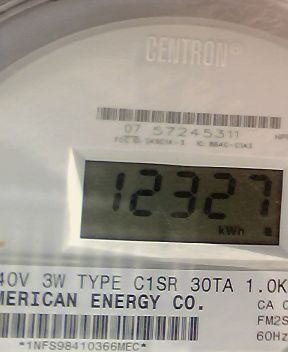 CENTRON®
07 57245311
12327
kWh
40V 3W TYPE C1SR 30TA 1.0K
MERICAN ENERGY CO.
CA
FM2S
60Hz
*1NFS98410366MEC*